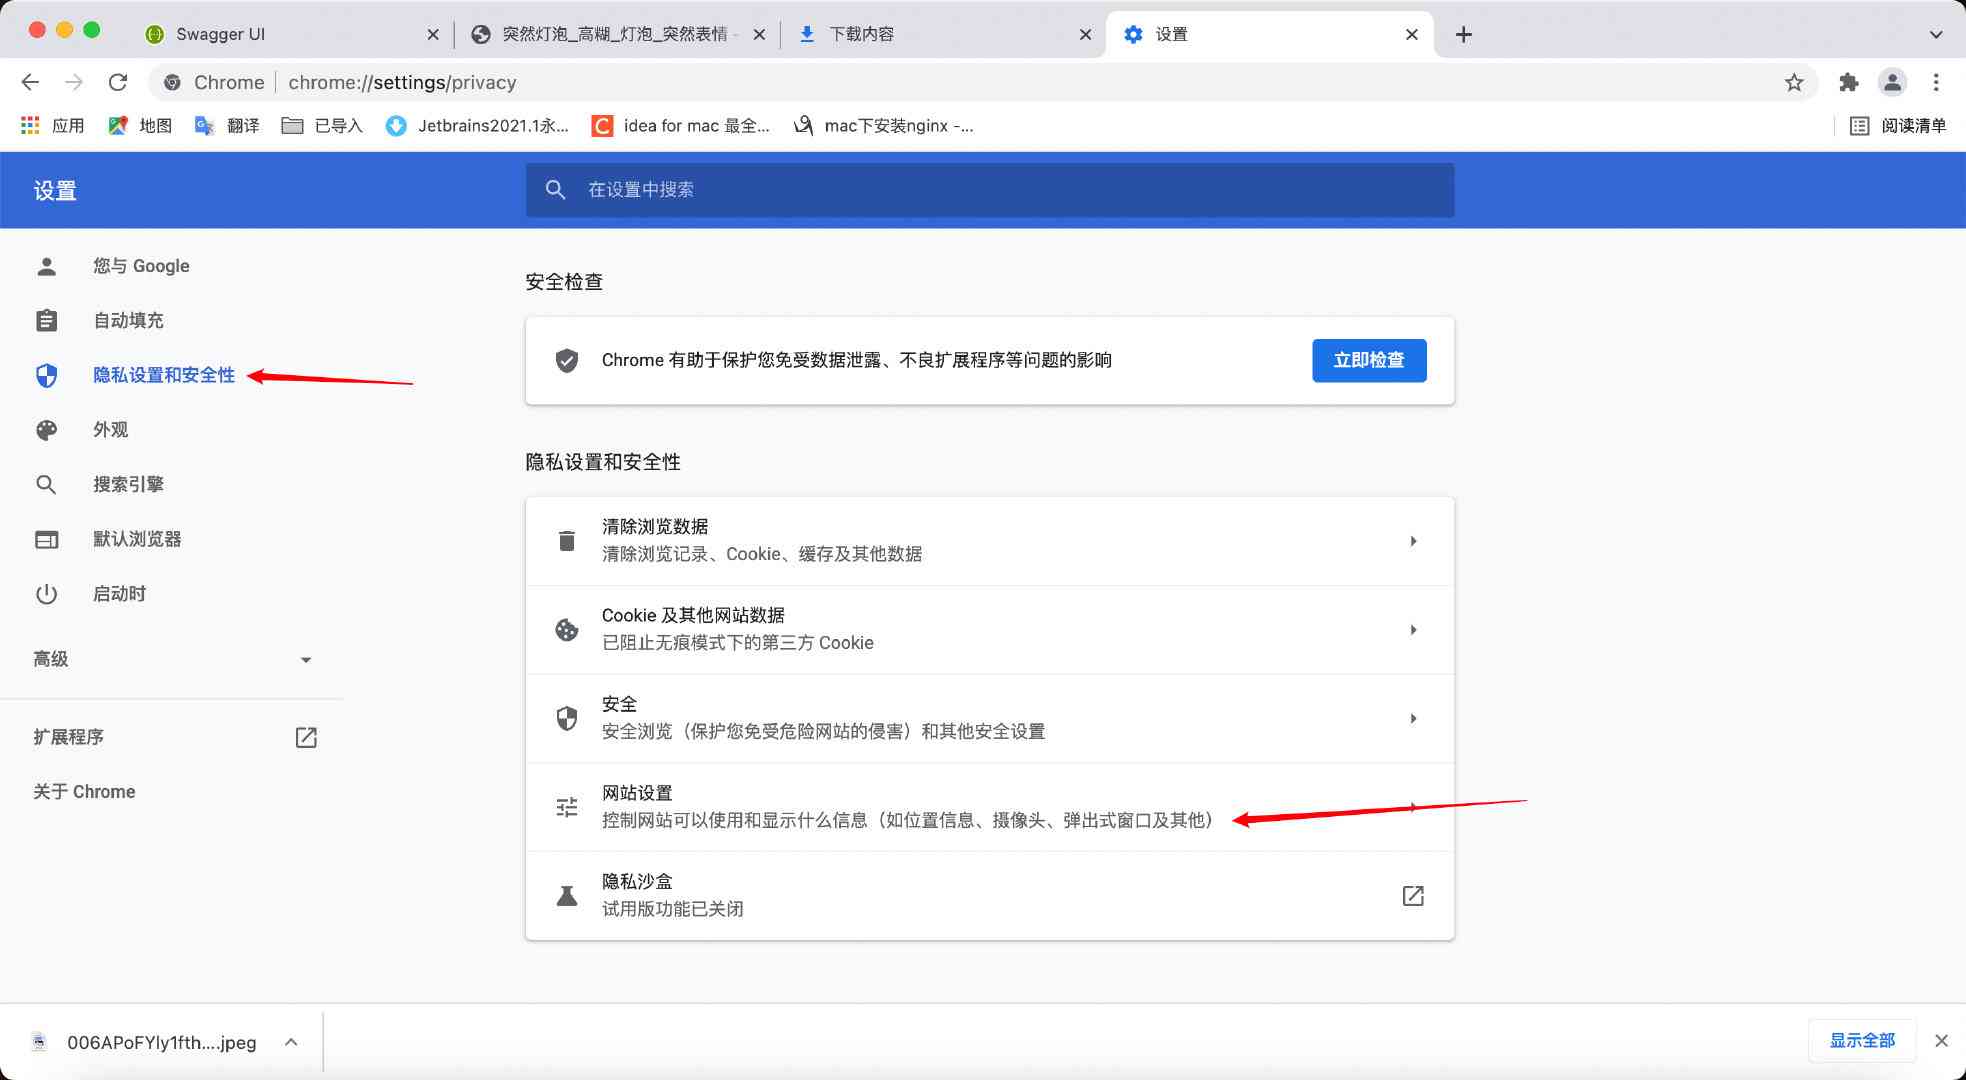 Swagger UI
突然灯泡_高糊_灯泡_突然表情 -
下载内容
设置
Chrome
chrome://settings/privacy
应用
地图
翻译
已导入
Jetbrains2021.1永...
idea for mac 最全...
mac下安装nginx -...
阅读清单
设置
在设置中搜索
您与 Google
自动填充
隐私设置和安全性
外观
搜索引擎
默认浏览器
启动时
高级
扩展程序
关于 Chrome
安全检查
Chrome 有助于保护您免受数据泄露、不良扩展程序等问题的影响
立即检查
隐私设置和安全性
清除浏览数据
清除浏览记录、Cookie、缓存及其他数据
Cookie 及其他网站数据
已阻止无痕模式下的第三方 Cookie
安全
安全浏览（保护您免受危险网站的侵害）和其他安全设置
网站设置
控制网站可以使用和显示什么信息（如位置信息、摄像头、弹出式窗口及其他）
隐私沙盒
试用版功能已关闭
006APoFYly1fth....jpeg
显示全部